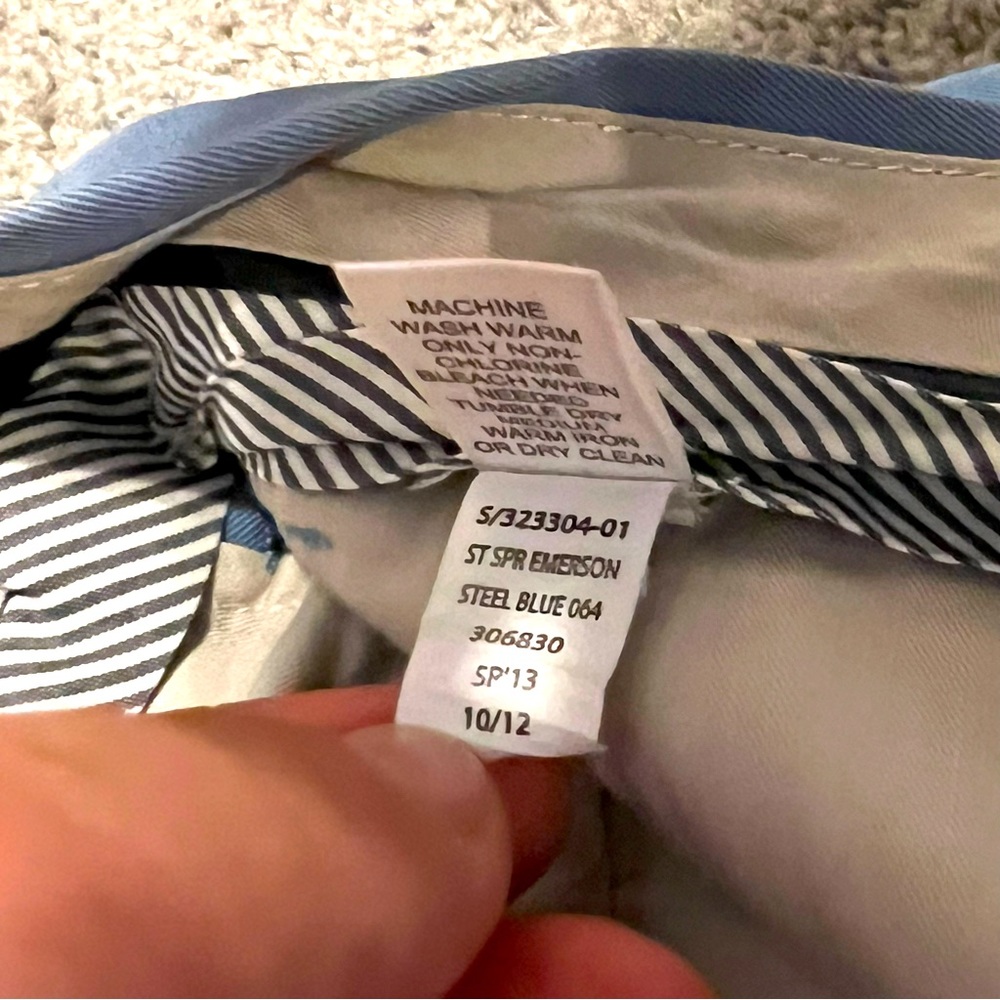 MACHINE
WASH WARM
ONLY NON-
CHLORINE
BLEACH WHEN
NEEDED
TUMBLE DRY
MEDIUM
WARM IRON
OR DRY CLEAN
S/323304-01
ST SPR EMERSON
STEEL BLUE 064
306830
SP'13
10/12